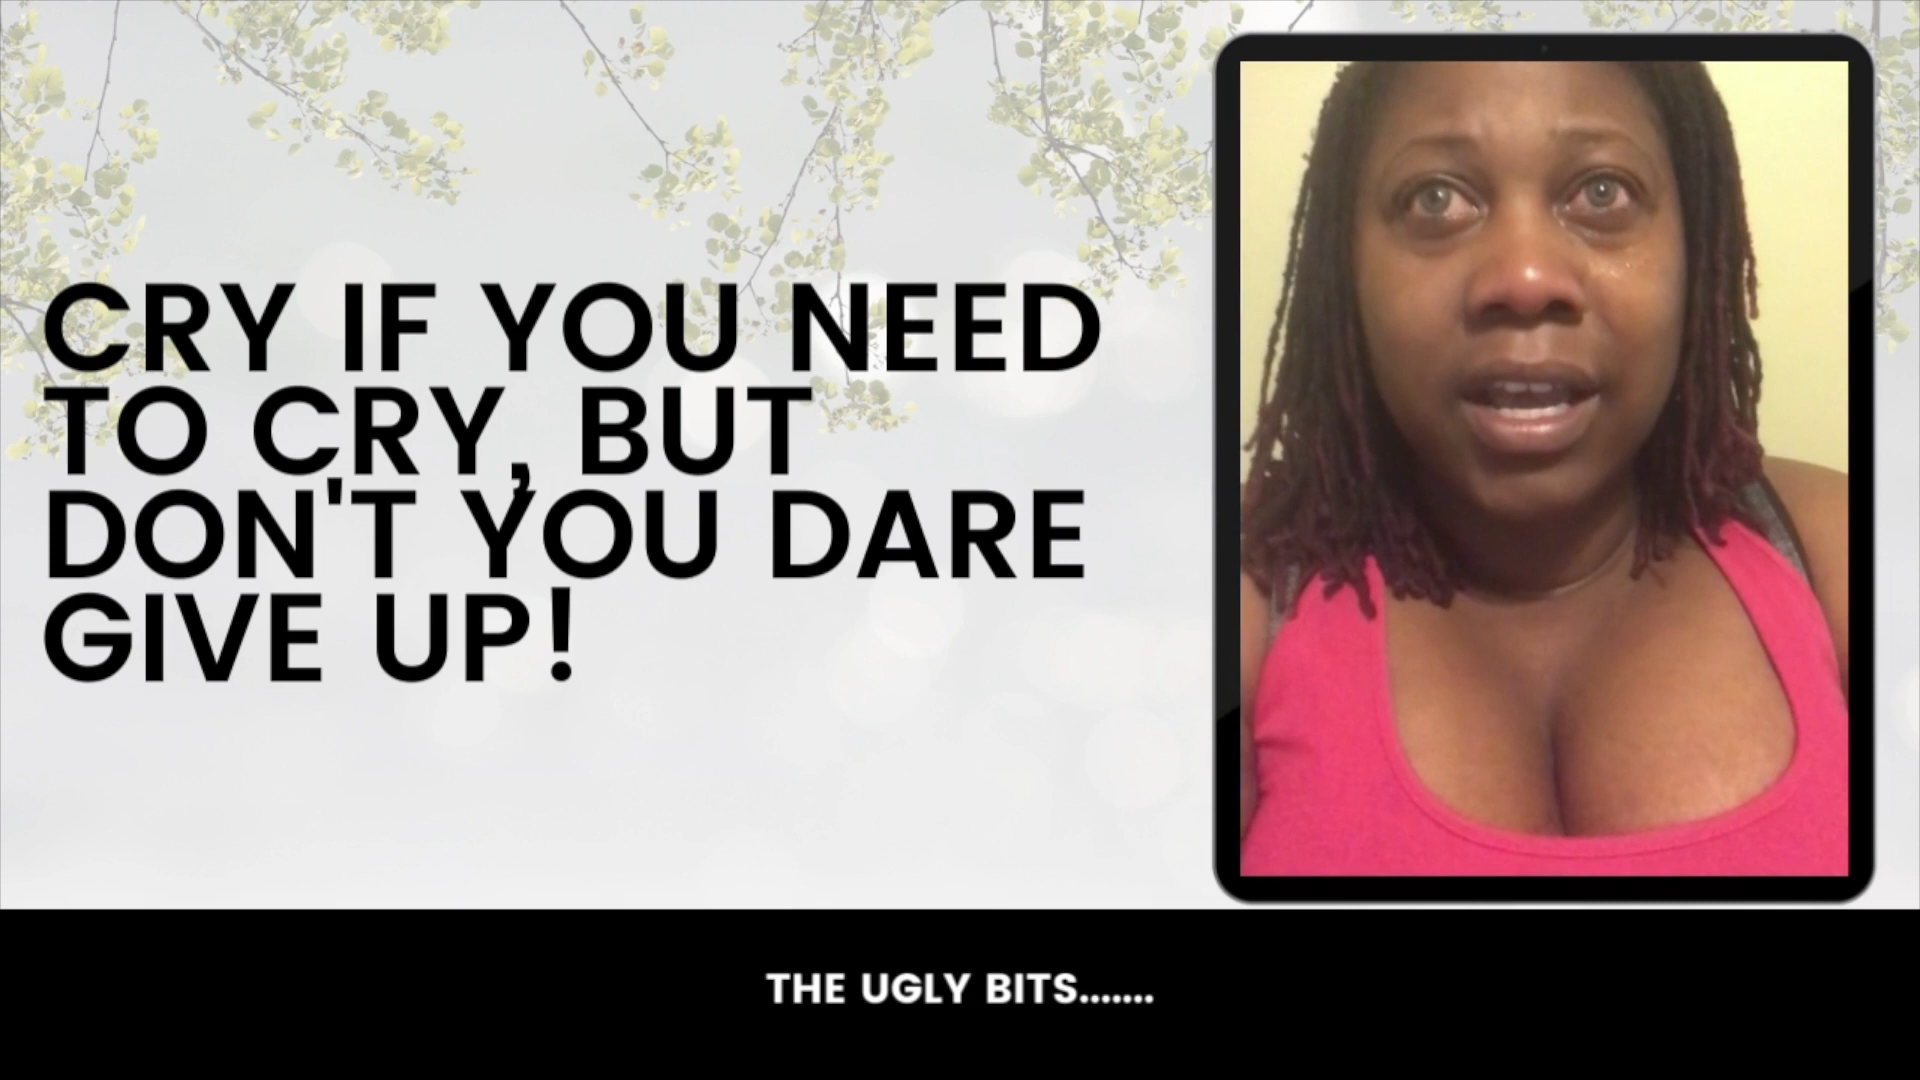 CRY IF YOU NEED
TO CRY, BUT
DON'T YOU DARE
GIVE UP!
THE UGLY BITS.......